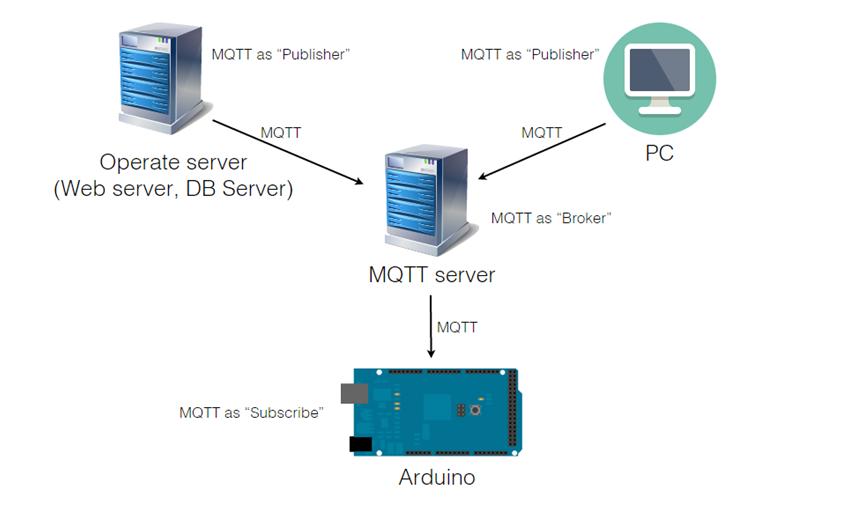 MQTT as “Publisher”
MQTT as “Publisher”
MQTT
MQTT
Operate server
(Web server, DB Server)
PC
MQTT as “Broker”
MQTT server
MQTT
MQTT as “Subscribe”
Arduino